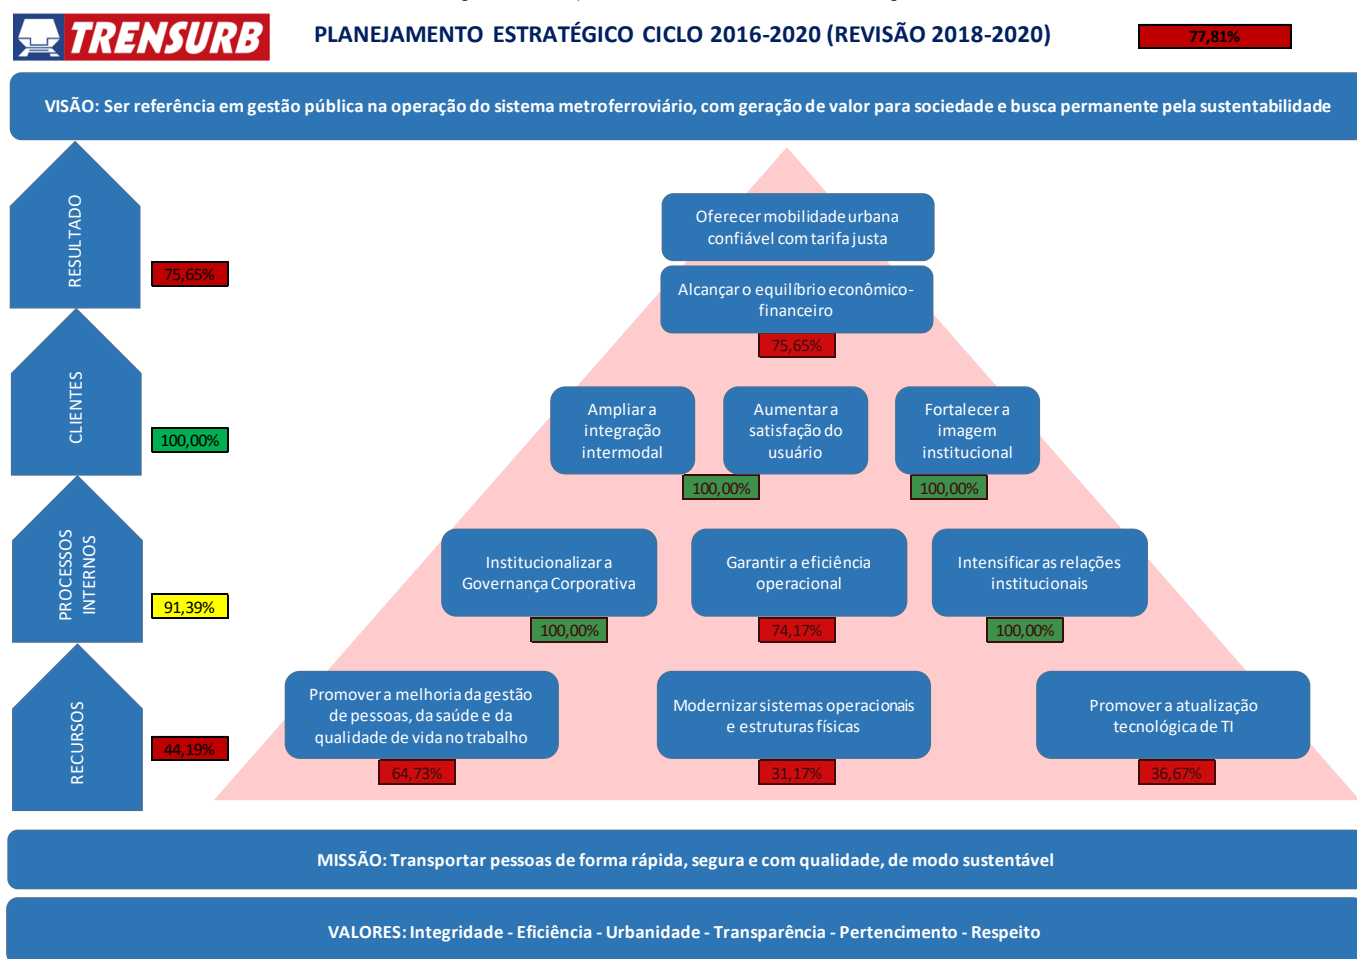 TRENSURB
PLANEJAMENTO ESTRATÉGICO CICLO 2016-2020 (REVISÃO 2018-2020)
77,81%
VISÃO: Ser referência em gestão pública na operação do sistema metroferroviário, com geração de valor para sociedade e busca permanente pela sustentabilidade
RESULTADO
75,65%
Oferecer mobilidade urbana
confiável com tarifa justa
Alcançar o equilíbrio econômico-
financeiro
75,65%
CLIENTES
100,00%
Ampliar a
integração
intermodal
Aumentar a
satisfação do
usuário
100,00%
Fortalecer a
imagem
institucional
100,00%
PROCESSOS
INTERNOS
91,39%
Institucionalizar a
Governança Corporativa
100,00%
Garantir a eficiência
operacional
74,17%
Intensificar as relações
institucionais
100,00%
RECURSOS
44,19%
Promover a melhoria da gestão
de pessoas, da saúde e da
qualidade de vida no trabalho
64,73%
Modernizar sistemas operacionais
e estruturas físicas
31,17%
Promover a atualização
tecnológica de TI
36,67%
MISSÃO: Transportar pessoas de forma rápida, segura e com qualidade, de modo sustentável
VALORES: Integridade - Eficiência - Urbanidade - Transparência - Pertencimento - Respeito